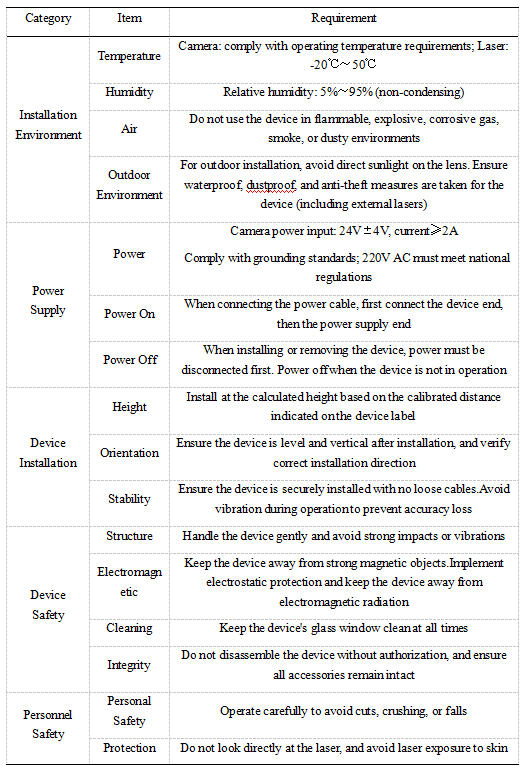 Category Item Requirement
Installation Environment
Temperature
Camera: comply with operating temperature requirements; Laser:
-20℃～50℃
Humidity
Relative humidity: 5%～95% (non-condensing)
Air
Do not use the device in flammable, explosive, corrosive gas,
smoke, or dusty environments
Outdoor
Environment
For outdoor installation, avoid direct sunlight on the lens. Ensure
waterproof, dustproof, and anti-theft measures are taken for the
device (including external lasers)
Power
Supply
Power
Camera power input: 24V±4V, current⩾2A
Comply with grounding standards; 220V AC must meet national
regulations
Power On
When connecting the power cable, first connect the device end,
then the power supply end
Power Off
When installing or removing the device, power must be
disconnected first. Power off when the device is not in operation
Device
Installation
Height
Install at the calculated height based on the calibrated distance
indicated on the device label
Orientation
Ensure the device is level and vertical after installation, and verify
correct installation direction
Stability
Ensure the device is securely installed with no loose cables.Avoid
vibration during operation to prevent accuracy loss
Device
Safety
Structure
Handle the device gently and avoid strong impacts or vibrations
Electromagn
etic
Keep the device away from strong magnetic objects.Implement
electrostatic protection and keep the device away from
electromagnetic radiation
Cleaning
Keep the device's glass window clean at all times
Integrity
Do not disassemble the device without authorization, and ensure
all accessories remain intact
Personnel
Safety
Personal
Safety
Operate carefully to avoid cuts, crushing, or falls
Protection
Do not look directly at the laser, and avoid laser exposure to skin